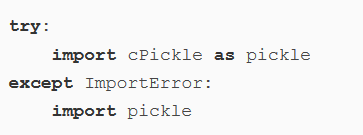 try:
    import cPickle as pickle
except ImportError:
    import pickle